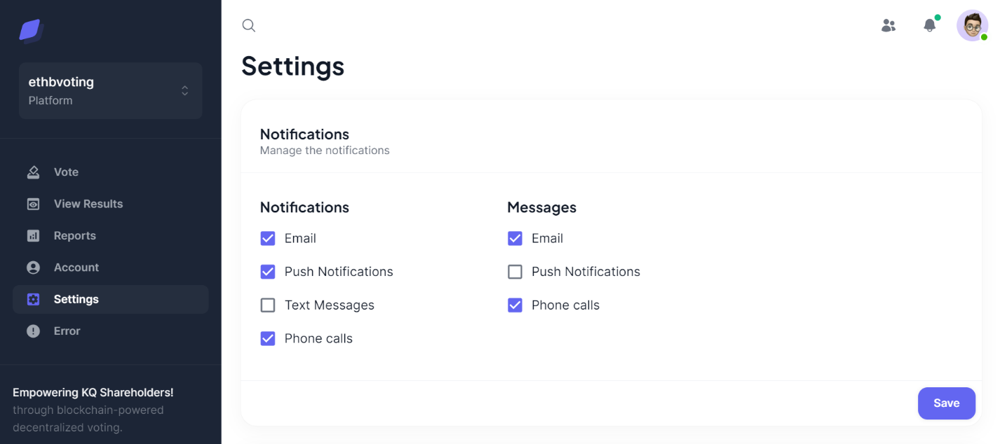 ethbvoting
Platform
Vote
View Results
Reports
Account
Settings
Error
Empowering KQ Shareholders!
through blockchain-powered
decentralized voting.
Settings
Notifications
Manage the notifications
Notifications
Email
Push Notifications
Text Messages
Phone calls
Messages
Email
Push Notifications
Phone calls
Save